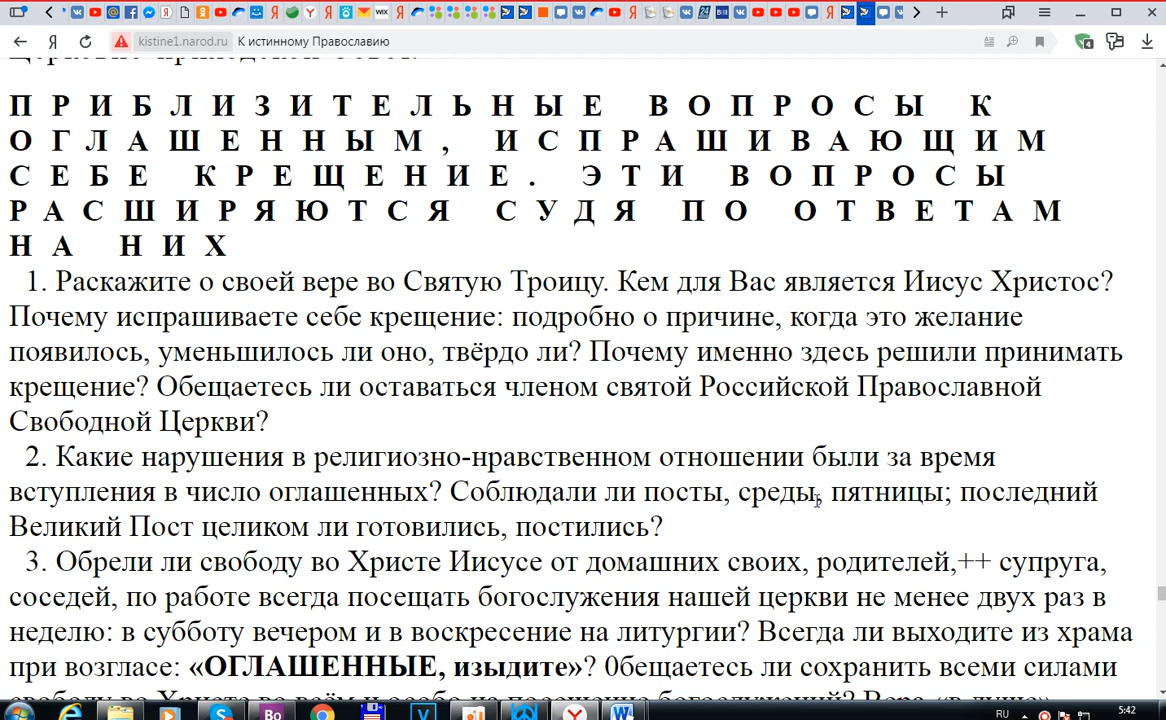 kistine1.narod.ru К истинному Православию
П Р И Б Л И З И Т Е Л Ь Н Ы Е В О П Р О С Ы К
О Г Л А Ш Е Н Н Ы М , И С П Р А Ш И В А Ю Щ И М
С Е Б Е К Р Е Щ Е Н И Е . Э Т И В О П Р О С Ы
Р А С Ш И Р Я Ю Т С Я С У Д Я П О О Т В Е Т А М
Н А Н И Х
1. Раскажите о своей вере во Святую Троицу. Кем для Вас является Иисус Христос?
Почему испрашиваете себе крещение: подробно о причине, когда это желание
появилось, уменьшилось ли оно, твёрдо ли? Почему именно здесь решили принимать
крещение? Обещаетесь ли оставаться членом святой Российской Православной
Свободной Церкви?
2. Какие нарушения в религиозно-нравственном отношении были за время
вступления в число оглашенных? Соблюдали ли посты, среды, пятницы; последний
Великий Пост целиком ли готовились, постились?
3. Обрели ли свободу во Христе Иисусе от домашних своих, родителей,++ супруга,
соседей, по работе всегда посещать богослужения нашей церкви не менее двух раз в
неделю: в субботу вечером и в воскресение на литургии? Всегда ли выходите из храма
при возгласе: «ОГЛАШЕННЫЕ, изыдите»? 0бещаетесь ли сохранить всеми силами
RU 5:42